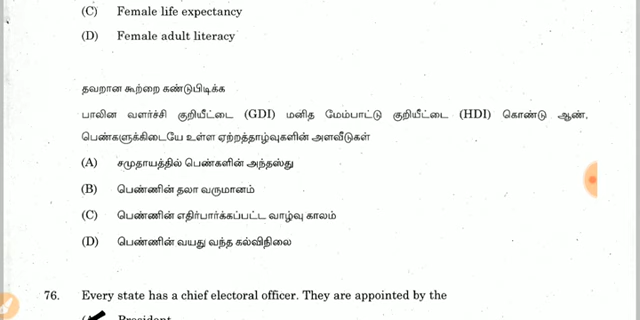 (C) Female life expectancy
(D) Female adult literacy
தவறான கூற்றை கண்டுபிடிக்க
பாலின வளர்ச்சி குறியீட்டை (GDI) மனித மேம்பாட்டு குறியீட்டை (HDI) கொண்டு ஆண்,
பெண்களுக்கிடையே உள்ள ஏற்றத்தாழ்வுகளின் அளவீடுகள்
(A) சமுதாயத்தில் பெண்களின் அந்தஸ்து
(B) பெண்ணின் தலா வருமானம்
(C) பெண்ணின் எதிர்பார்க்கப்பட்ட வாழ்வு காலம்
(D) பெண்ணின் வயது வந்த கல்விநிலை
76. Every state has a chief electoral officer. They are appointed by the
President